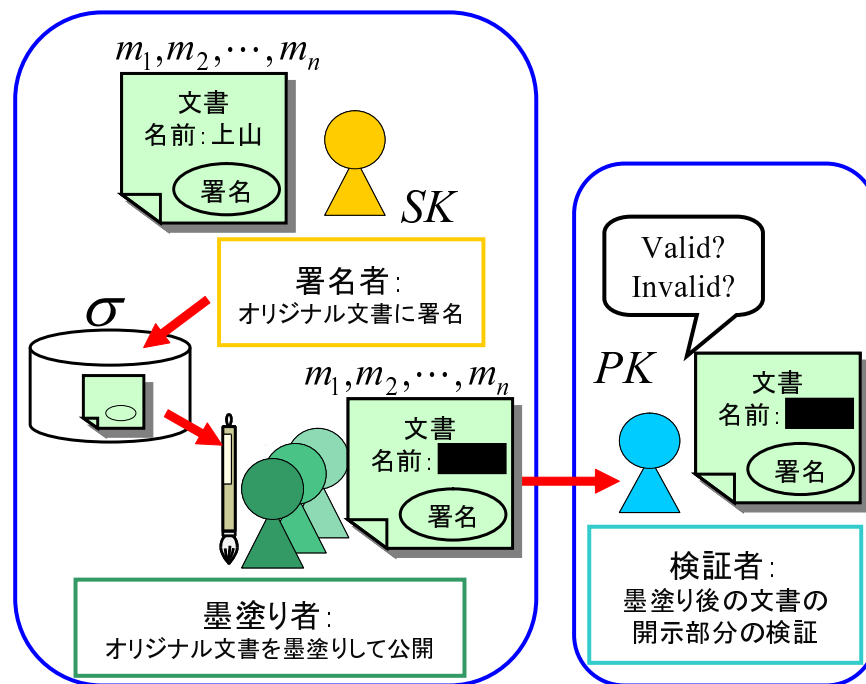 m₁,m₂,⋯,mₙ
文書
名前：上山
署名
SK
署名者：
オリジナル文書に署名
σ
m₁,m₂,⋯,mₙ
文書
名前：
署名
墨塗り者：
オリジナル文書を墨塗りして公開
Valid?
Invalid?
PK
文書
名前：
署名
検証者：
墨塗り後の文書の
開示部分の検証